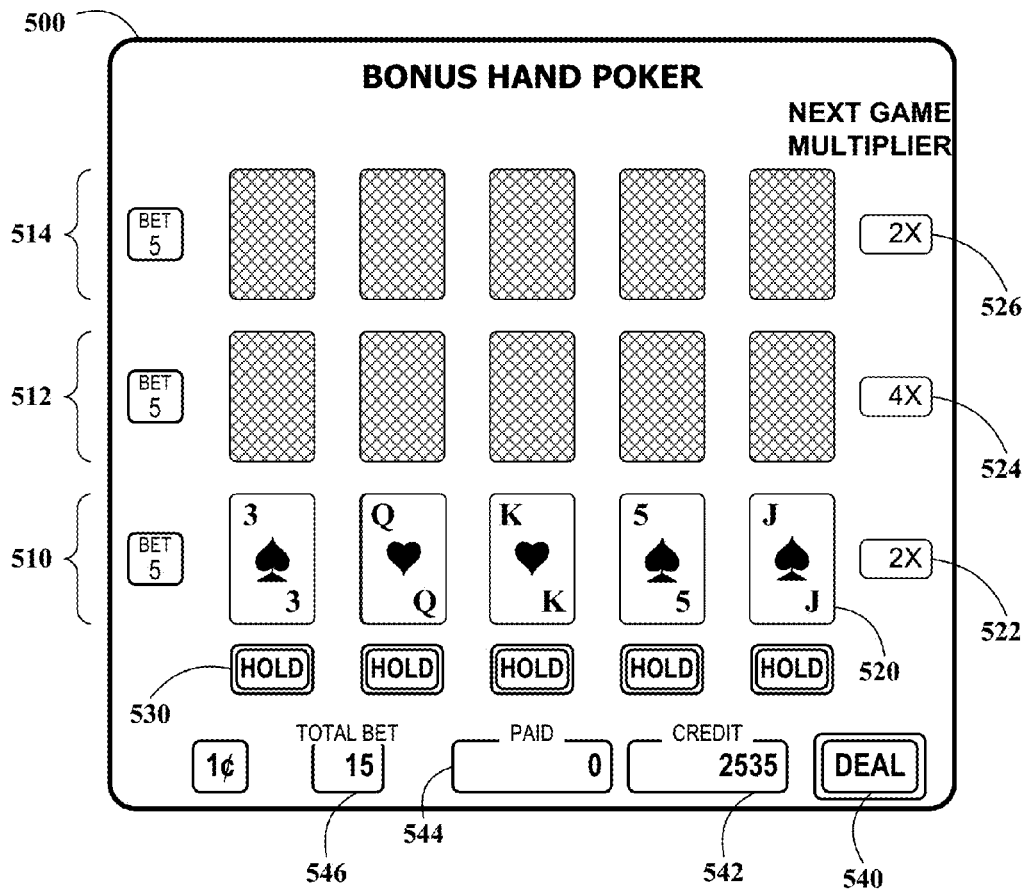 500
BONUS HAND POKER
NEXT GAME
MULTIPLIER
514
BET
5
2X
526
512
BET
5
4X
524
510
BET
5
3
3
Q
Q
K
K
5
5
J
J
2X
522
520
HOLD HOLD HOLD HOLD HOLD
530
TOTAL BET PAID CREDIT
1¢ 15 0 2535 DEAL
544
546 542 540